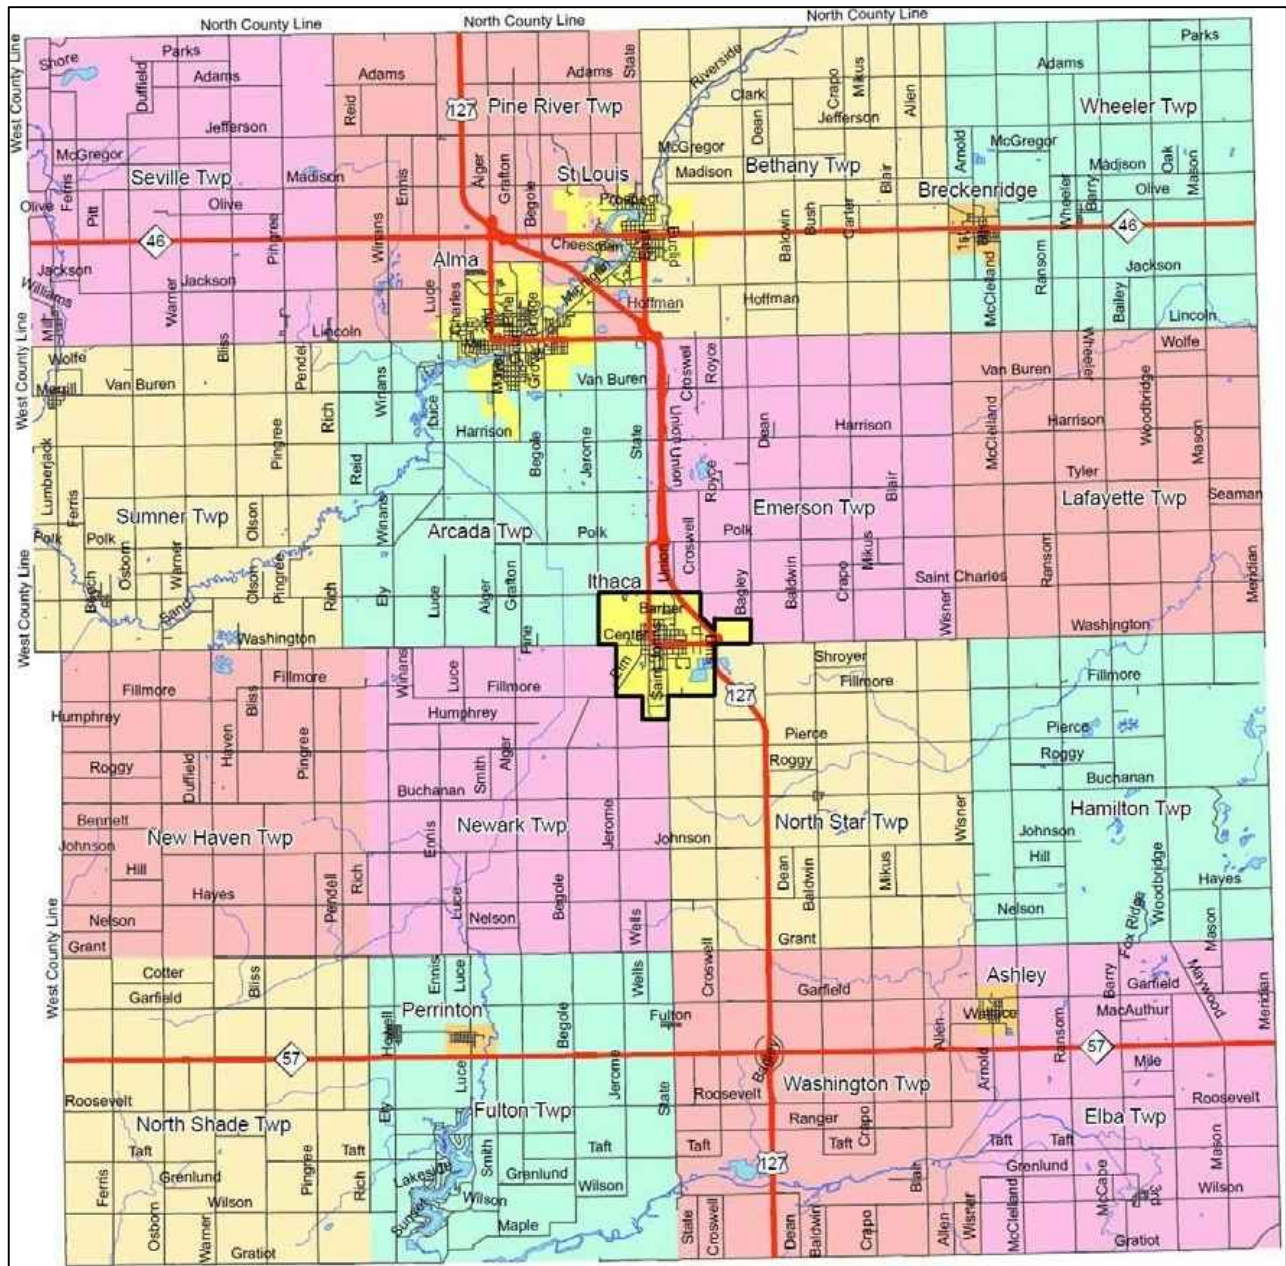 North County Line
North County Line
North County Line
West County Line
Shore
Parks
Duffield
Adams
Adams
Reid
Adams
State
Riverside
Clark
Crapo
Mikus
Allen
Adams
Parks
127
Pine River Twp
Wheeler Twp
Jefferson
Dean
Jefferson
McGregor
McGregor
Arnold
McGregor
Seville Twp
Madison
Ennis
Alger
Grafton
Begole
St Louis
Madison
Bethany Twp
Blair
Breckenridge
Madison
Oak
Mason
Olive
Ferris
Pitt
Olive
Pingree
Winans
Prospect
Euclid
Baldwin
Bush
Carter
Wheeler
Barry
Olive
46
Cheesman
46
Jackson
Williams
Warner
Jackson
Alma
Luce
Charles
Hoffman
Hoffman
McClelland
Ransom
Jackson
Bailey
Lincoln
Mill
Lincoln
Bliss
Pendel
West County Line
Wolfe
Merrill
Van Buren
Rich
Winans
Luce
Van Buren
Croswell
Royce
Van Buren
Wheeler
Wolfe
Woodbridge
Harrison
State
Union
Union
Dean
Harrison
McClelland
Harrison
Mason
Lumberjack
Pingree
Reid
Begole
Jerome
Royce
Blair
Tyler
Ferris
Sumner Twp
Olson
Winans
Arcada Twp
Emerson Twp
Lafayette Twp
Seaman
Polk
Polk
Osborn
Warner
Polk
Croswell
Polk
Mikus
Ransom
West County Line
Beech
Sand
Olson
Pingree
Rich
Ely
Luce
Alger
Grafton
Ithaca
Union
Bagley
Baldwin
Crapo
Saint Charles
Wisner
Meridian
Washington
Pine
Barber
Center
Washington
Fillmore
Fillmore
Winans
Luce
Fillmore
Elm
127
Shroyer
Fillmore
Fillmore
Humphrey
Bliss
Humphrey
Pierce
Pierce
Roggy
Duffield
Haven
Pingree
Smith
Alger
Buchanan
Roggy
Roggy
Buchanan
Bennett
Johnson
New Haven Twp
Newark Twp
Ennis
Jerome
Johnson
North Star Twp
Wisner
Hamilton Twp
Johnson
Hill
Hayes
Pendell
Rich
Luce
Begole
Dean
Baldwin
Mikus
Hill
Woodbridge
Hayes
Nelson
Nelson
Wells
Nelson
Fox Ridge
Mason
Grant
Grant
West County Line
Cotter
Garfield
Bliss
Ennis
Luce
Wells
Croswell
Garfield
Ashley
Barry
Garfield
Maywood
Meridian
Perrinton
Howell
Begole
Fulton
Allen
Wallace
Ransom
MacAuthur
57
57
Luce
Jerome
Bagley
Arnold
Mile
Roosevelt
Ely
State
Roosevelt
Washington Twp
Roosevelt
North Shade Twp
Fulton Twp
Ranger
Crapo
Elba Twp
Taft
Pingree
Taft
Smith
Taft
Taft
Taft
Taft
Taft
Mason
Ferris
Grenlund
Rich
Lakeside
Grenlund
127
Blair
Grenlund
McCape
3rd
Wilson
Wilson
Wilson
Wilson
Osborn
Warner
Gratiot
Sunset
Maple
State
Croswell
Dean
Baldwin
Crapo
Allen
Wisner
McClelland
Gratiot